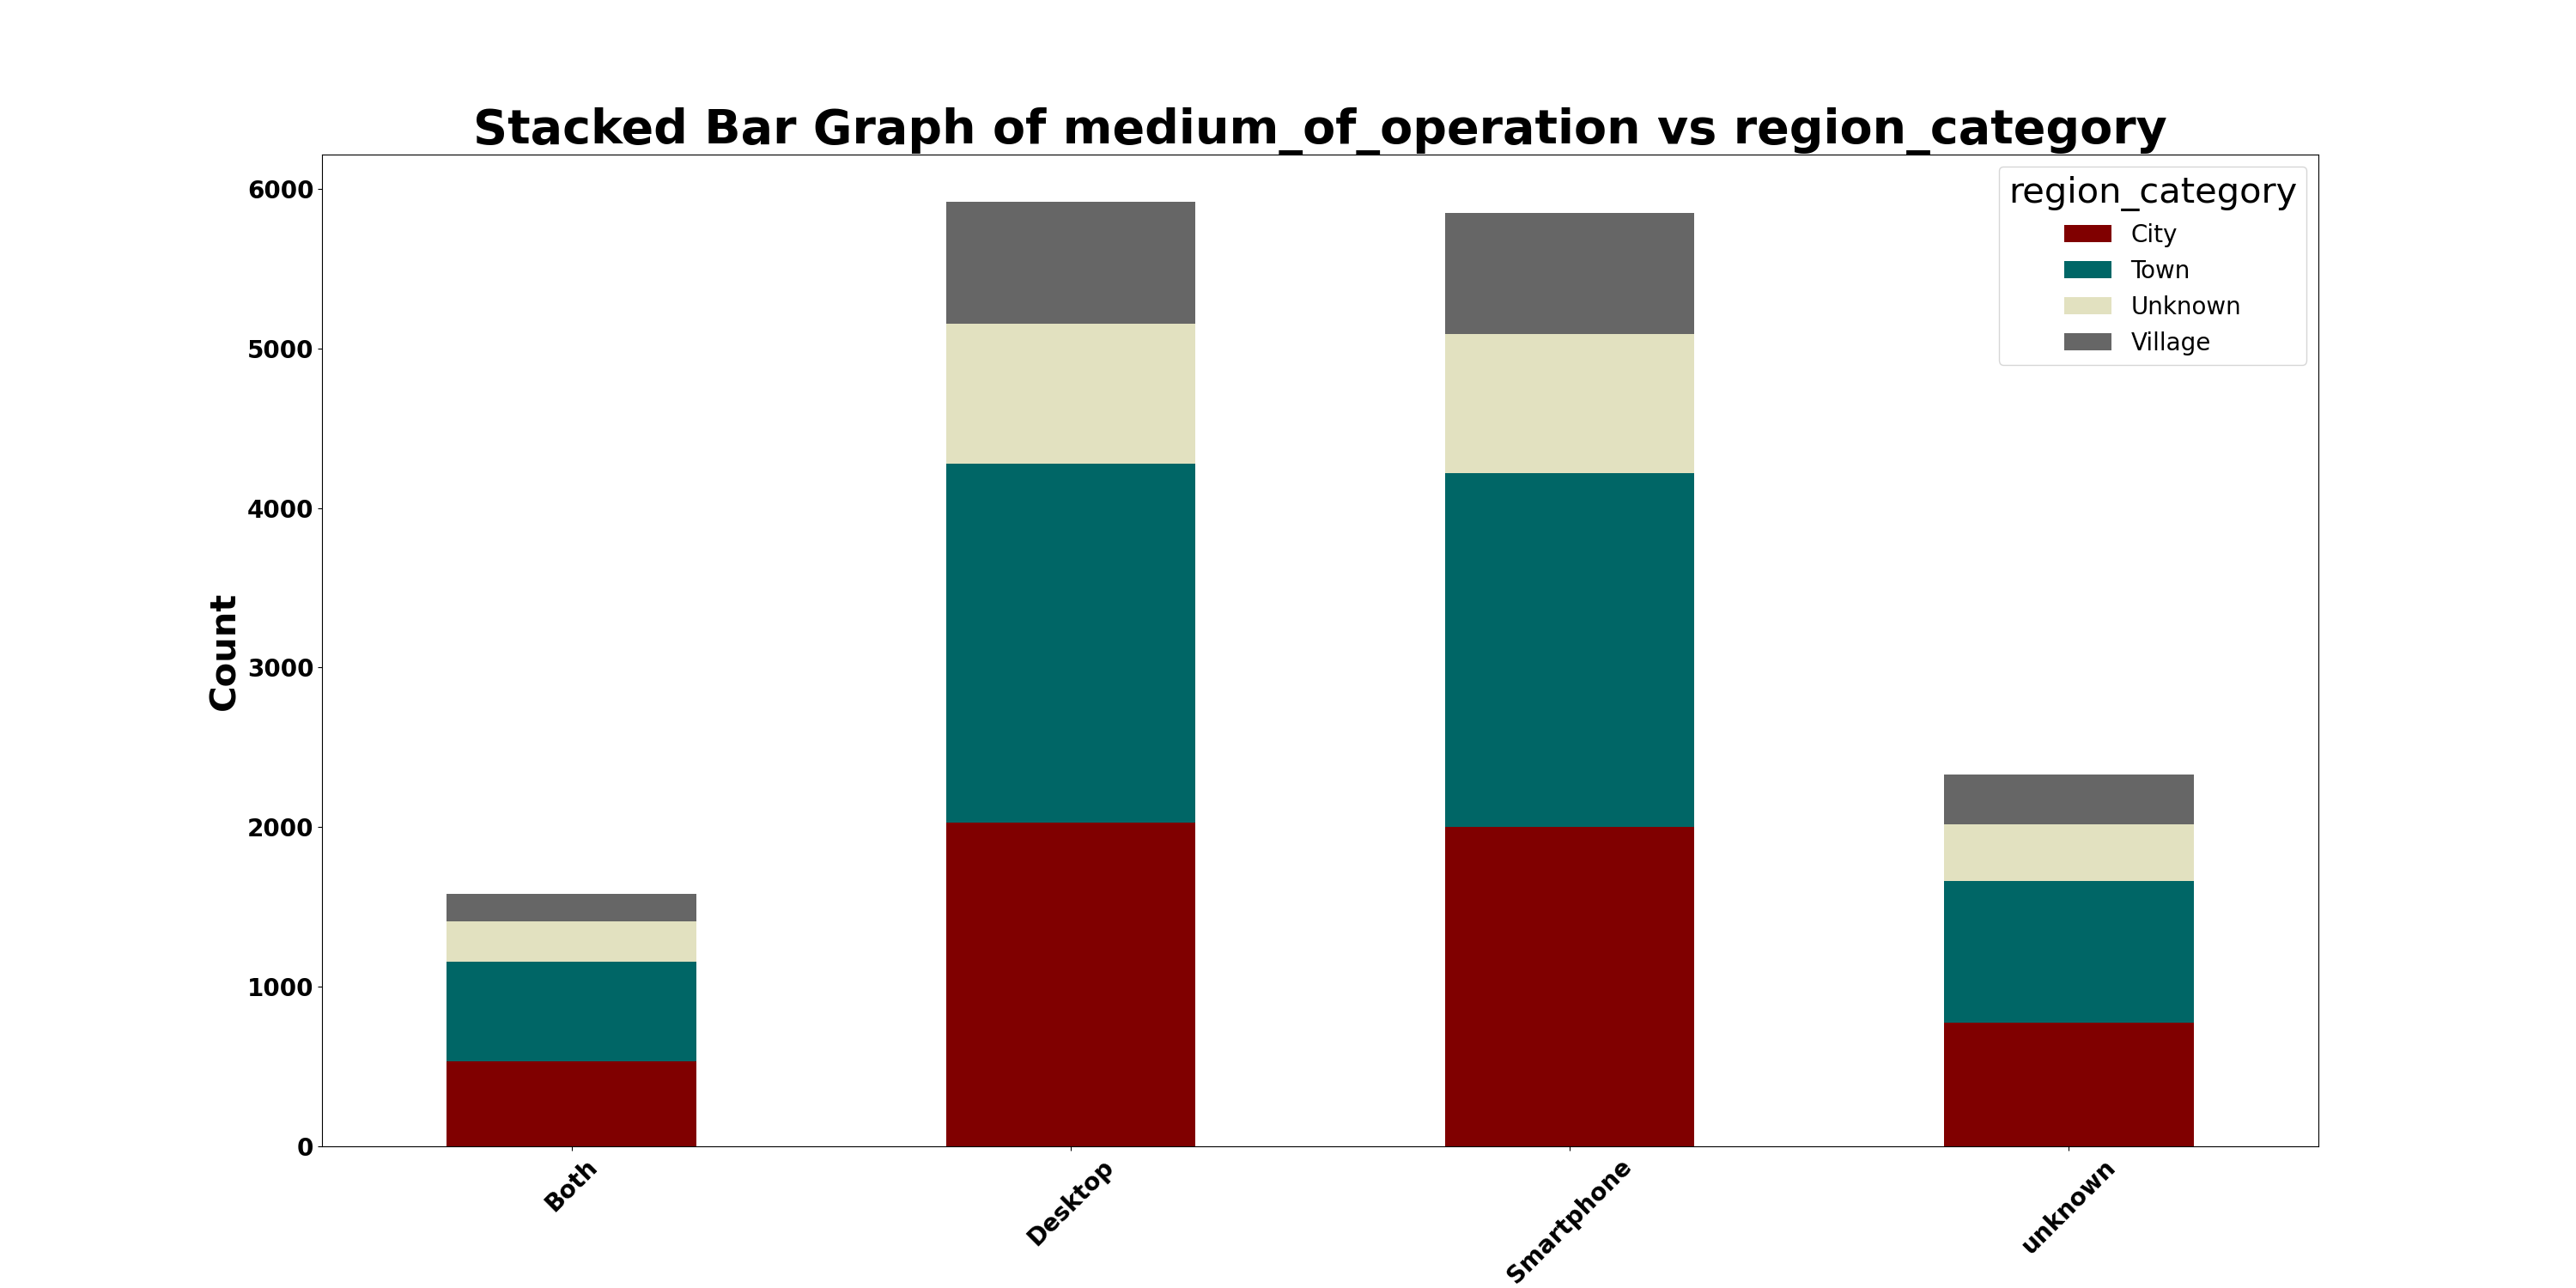 Stacked Bar Graph of medium_of_operation vs region_category
region_category
City
Town
Unknown
Village
Count
6000
5000
4000
3000
2000
1000
0
Both
Desktop
Smartphone
unknown